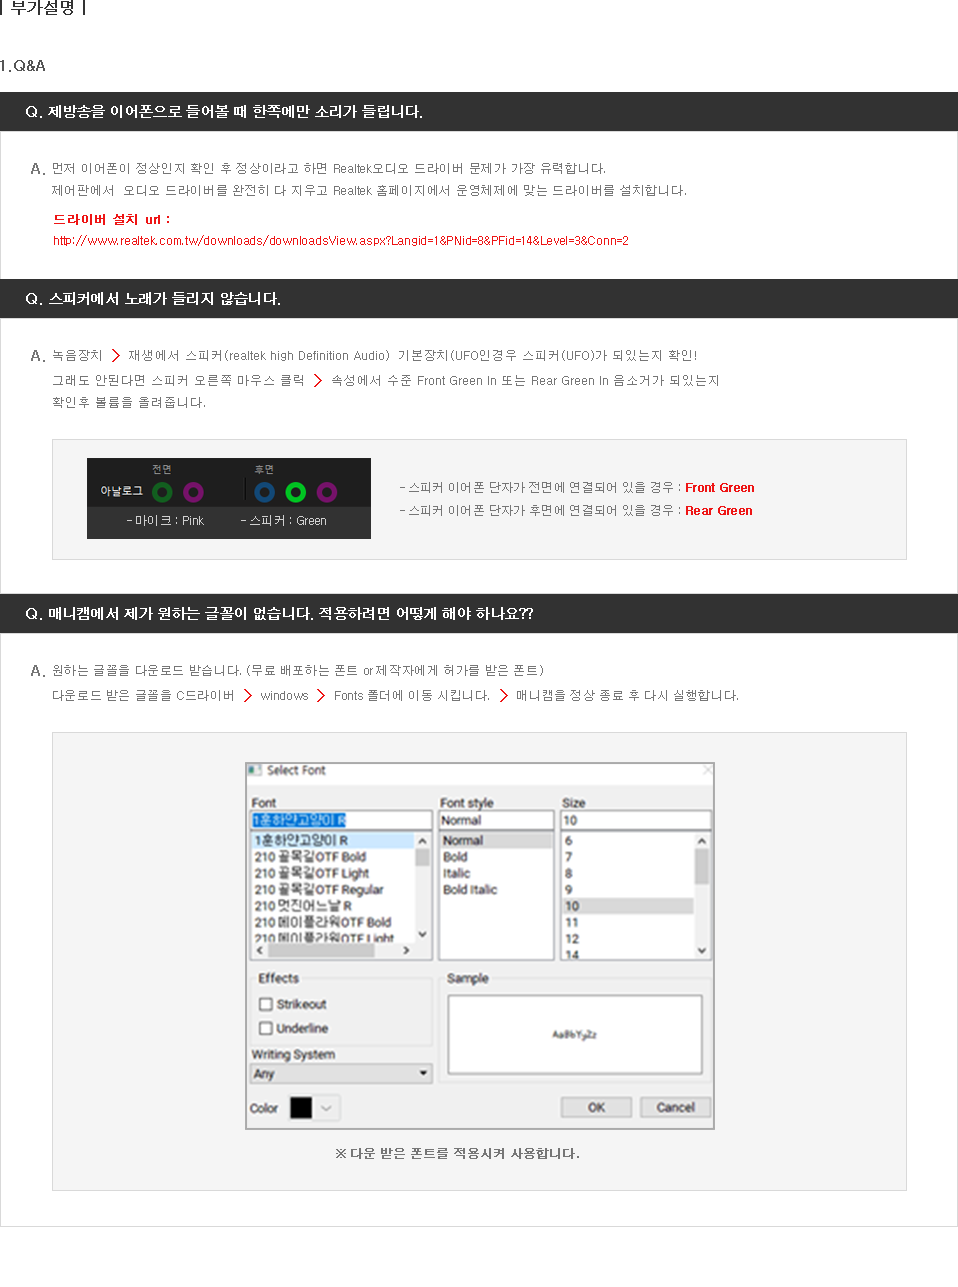 | 부가설명 |
1.Q&A
Q. 제방송을 이어폰으로 들어볼 때 한쪽에만 소리가 들립니다.
A. 먼저 이어폰이 정상인지 확인 후 정상이라고 하면 Realtek오디오 드라이버 문제가 가장 유력합니다.
제어판에서 오디오 드라이버를 완전히 다 지우고 Realtek 홈페이지에서 운영체제에 맞는 드라이버를 설치합니다.
드라이버 설치 url :
http://www.realtek.com.tw/downloads/downloadsView.aspx?Langid=1&PNid=8&PFid=14&Level=3&Conn=2
Q. 스피커에서 노래가 들리지 않습니다.
A. 녹음장치 > 재생에서 스피커(realtek high Definition Audio) 기본장치(UFO인경우 스피커(UFO)가 되있는지 확인!
그래도 안된다면 스피커 오른쪽 마우스 클릭 > 속성에서 수준 Front Green In 또는 Rear Green In 음소거가 되있는지
확인후 볼륨을 올려줍니다.
전면 후면
아날로그
- 마이크 : Pink - 스피커 : Green
- 스피커 이어폰 단자가 전면에 연결되어 있을 경우 : Front Green
- 스피커 이어폰 단자가 후면에 연결되어 있을 경우 : Rear Green
Q. 매니캠에서 제가 원하는 글꼴이 없습니다. 적용하려면 어떻게 해야 하나요??
A. 원하는 글꼴을 다운로드 받습니다. (무료 배포하는 폰트 or 제작자에게 허가를 받은 폰트)
다운로드 받은 글꼴을 C드라이버 > windows > Fonts 폴더에 이동 시킵니다. > 매니캠을 정상 종료 후 다시 실행합니다.
Select Font
Font Font style Size
1훈하얀고양이 R Normal 10
1훈하얀고양이 R Normal 6
210 골목길OTF Bold Bold 7
210 골목길OTF Light Italic 8
210 골목길OTF Regular Bold Italic 9
210 멋진어느날 R 10
210 메이플라워OTF Bold 11
210 메이플라워OTF Light 12
14
Effects Sample
Strikeout
Underline
AaBbYyZz
Writing System
Any
Color OK Cancel
※ 다운 받은 폰트를 적용시켜 사용합니다.